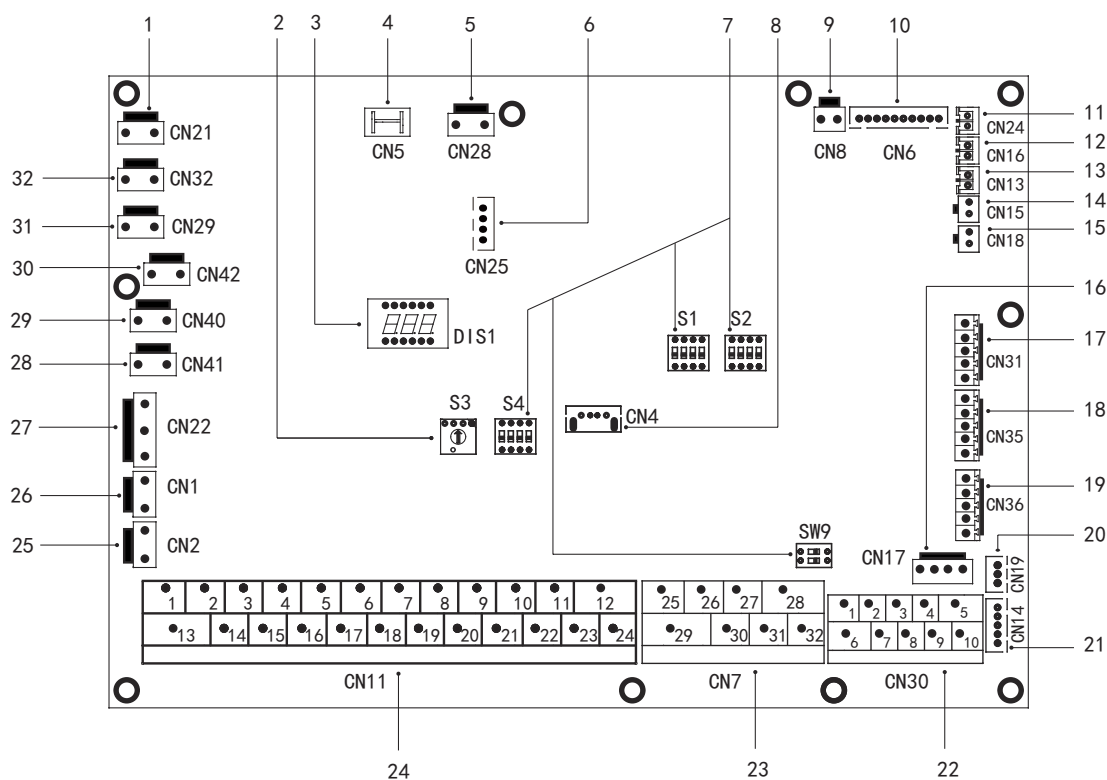 1 2 3 4 5 6 7 8 9 10
CN21
CN5
CN28
CN8
CN6
CN24
11
CN16
12
32
CN32
CN13
13
CN15
14
31
CN29
CN18
15
CN25
30
CN42
16
29
CN40
3
DIS1
S1
S2
17
CN31
28
CN41
27
CN22
2
S3
S4
CN4
8
18
CN35
26
CN1
19
CN36
25
CN2
SW9
CN17
20
CN19
1 2 3 4 5 6 7 8 9 10 11 12
13 14 15 16 17 18 19 20 21 22 23 24
25 26 27 28
29 30 31 32
1 2 3 4 5
6 7 8 9 10
CN14
21
CN11
CN7
CN30
24
23
22